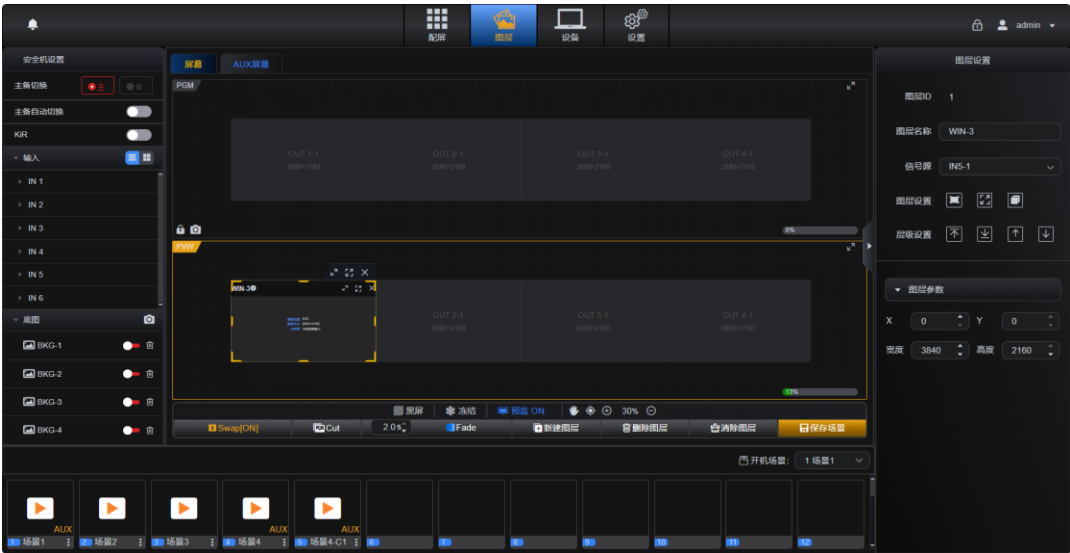 配屏 图层 设备 设置
admin
安全机设置
主备切换 主 备
主备自动切换
KiR
输入
IN 1
IN 2
IN 3
IN 4
IN 5
IN 6
底图
BKG-1
BKG-2
BKG-3
BKG-4
屏幕 AUX屏幕
PGM
OUT 1-1 OUT 2-1 OUT 3-1 OUT 4-1
3840×2160 3840×2160 3840×2160 3840×2160
0%
PVW
WIN-3
OUT 2-1 OUT 3-1 OUT 4-1
3840×2160 3840×2160 3840×2160
13%
黑屏 冻结 预监 ON 30%
Swap[ON] Cut 2.0s Fade 新建图层 删除图层 清除图层 保存场景
图层设置
图层ID 1
图层名称 WIN-3
信号源 IN5-1
图层设置
层级设置
图层参数
X 0 Y 0
宽度 3840 高度 2160
开机场景: 1 场景1
AUX AUX AUX
1 场景1 2 场景2 3 场景3 4 场景4 5 场景4-C1 6 7 8 9 10 11 12